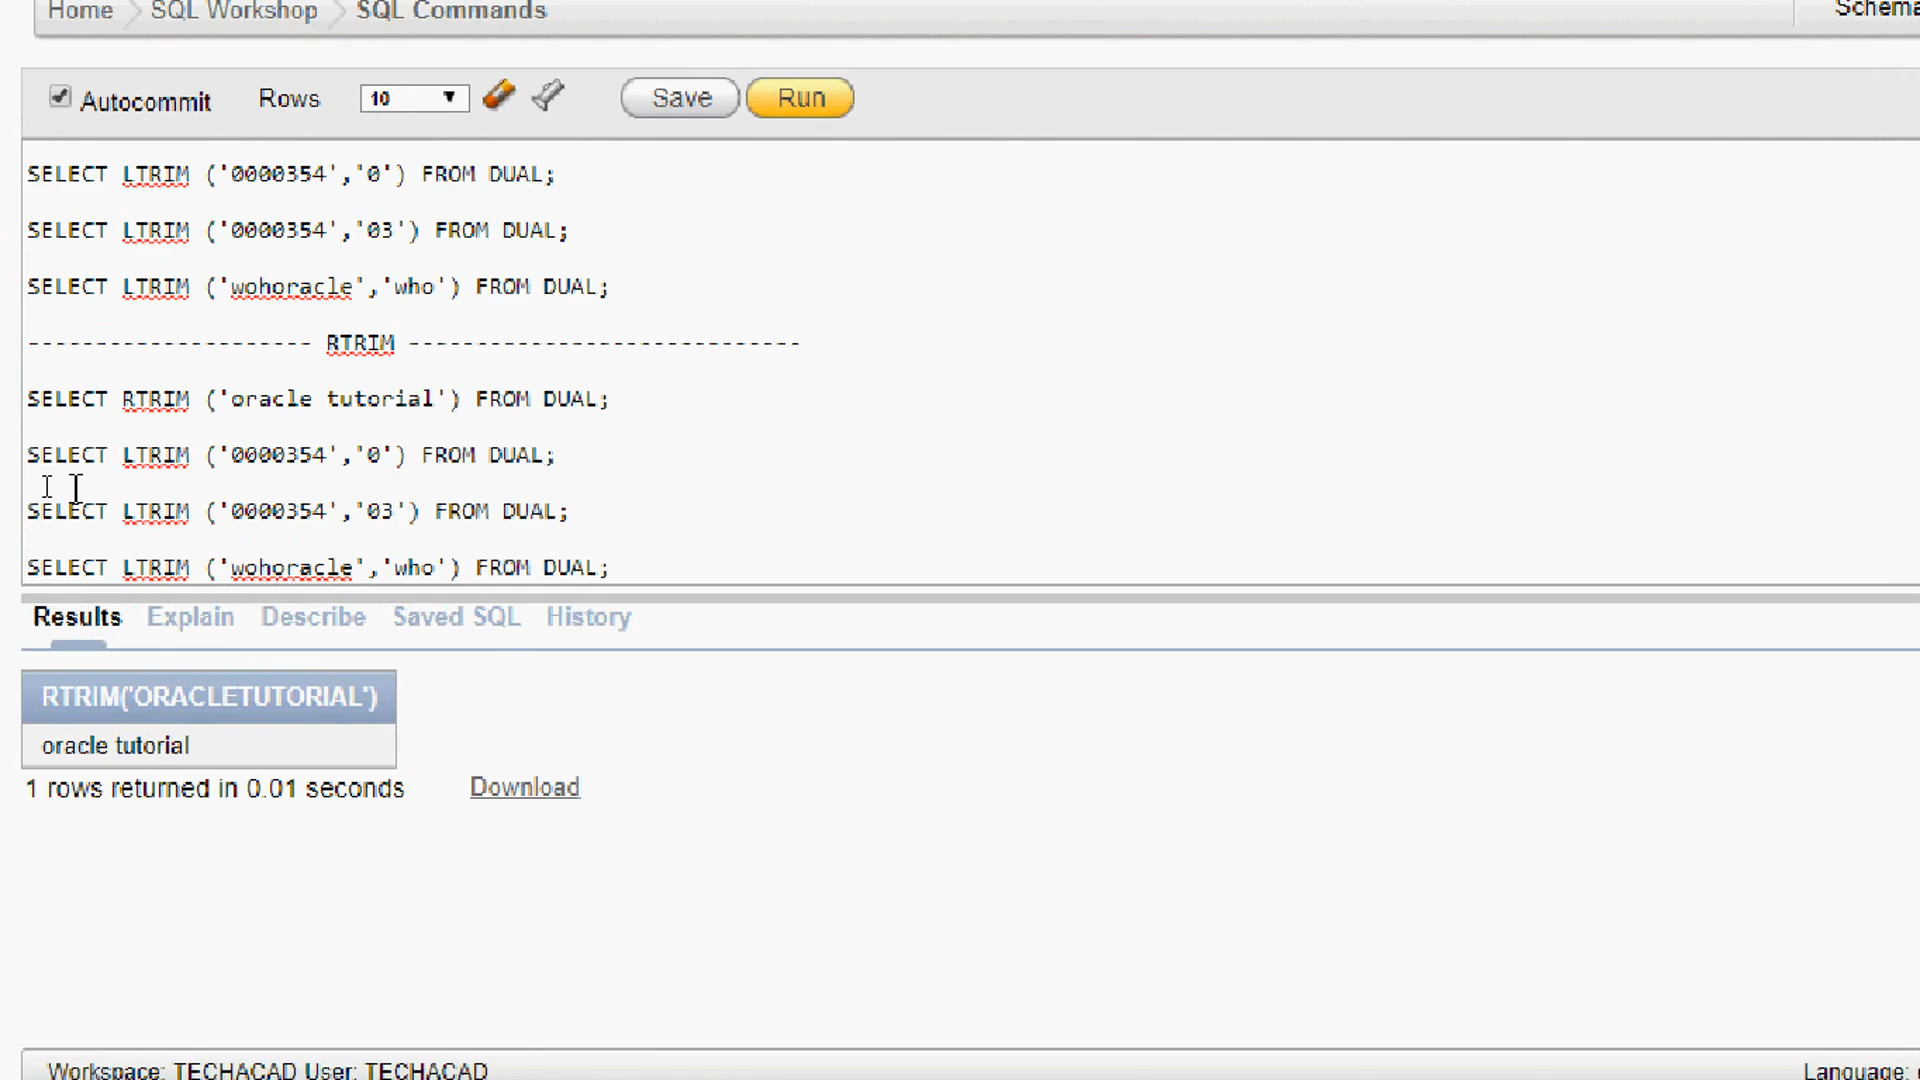 Home SQL Workshop SQL Commands
Schema
Autocommit Rows 10 Save Run
SELECT LTRIM ('0000354','0') FROM DUAL;
SELECT LTRIM ('0000354','03') FROM DUAL;
SELECT LTRIM ('wohoracle','who') FROM DUAL;
--------------------- RTRIM -----------------------------
SELECT RTRIM ('oracle tutorial') FROM DUAL;
SELECT LTRIM ('0000354','0') FROM DUAL;
SELECT LTRIM ('0000354','03') FROM DUAL;
SELECT LTRIM ('wohoracle','who') FROM DUAL;
Results Explain Describe Saved SQL History
RTRIM('ORACLETUTORIAL')
oracle tutorial
1 rows returned in 0.01 seconds Download
Workspace: TECHACAD User: TECHACAD
Language: